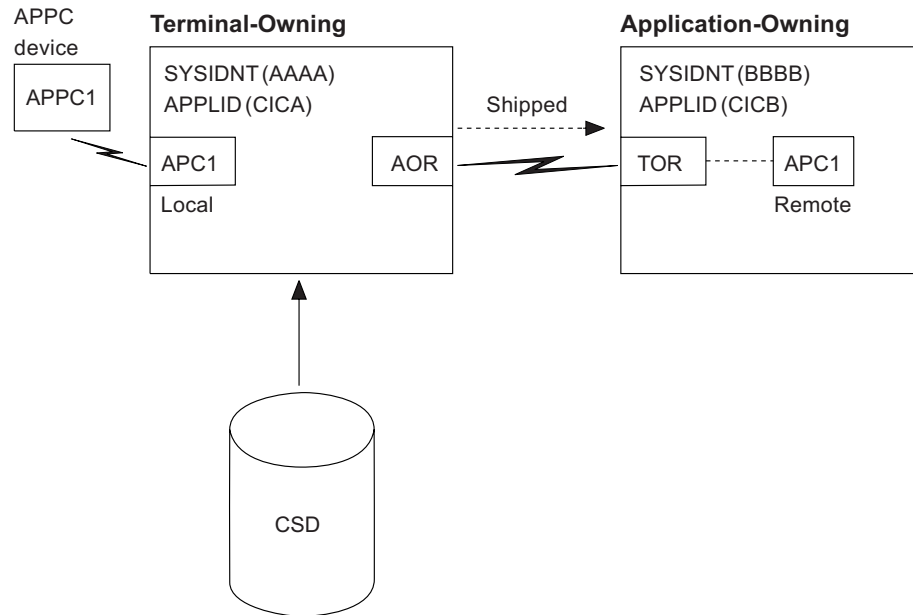 APPC
device
APPC1
Terminal-Owning
SYSIDNT(AAAA)
APPLID(CICA)
APC1
Local
AOR
Shipped
Application-Owning
SYSIDNT(BBBB)
APPLID(CICB)
TOR
APC1
Remote
CSD